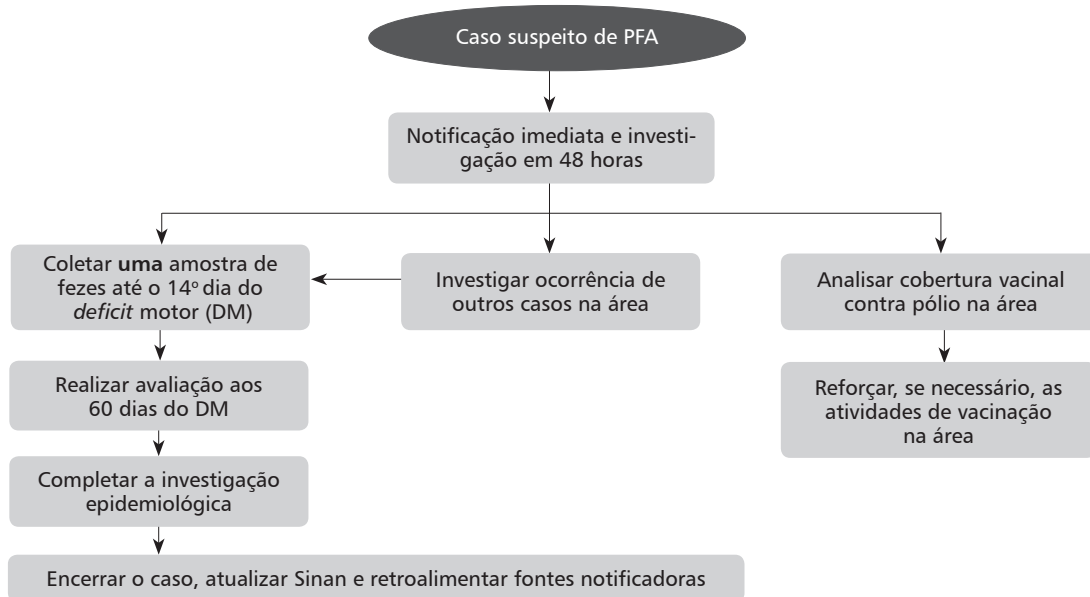 Caso suspeito de PFA
Notificação imediata e investi-
gação em 48 horas
Coletar uma amostra de
fezes até o 14º dia do
deficit motor (DM)
Investigar ocorrência de
outros casos na área
Analisar cobertura vacinal
contra pólio na área
Realizar avaliação aos
60 dias do DM
Reforçar, se necessário, as
atividades de vacinação
na área
Completar a investigação
epidemiológica
Encerrar o caso, atualizar Sinan e retroalimentar fontes notificadoras